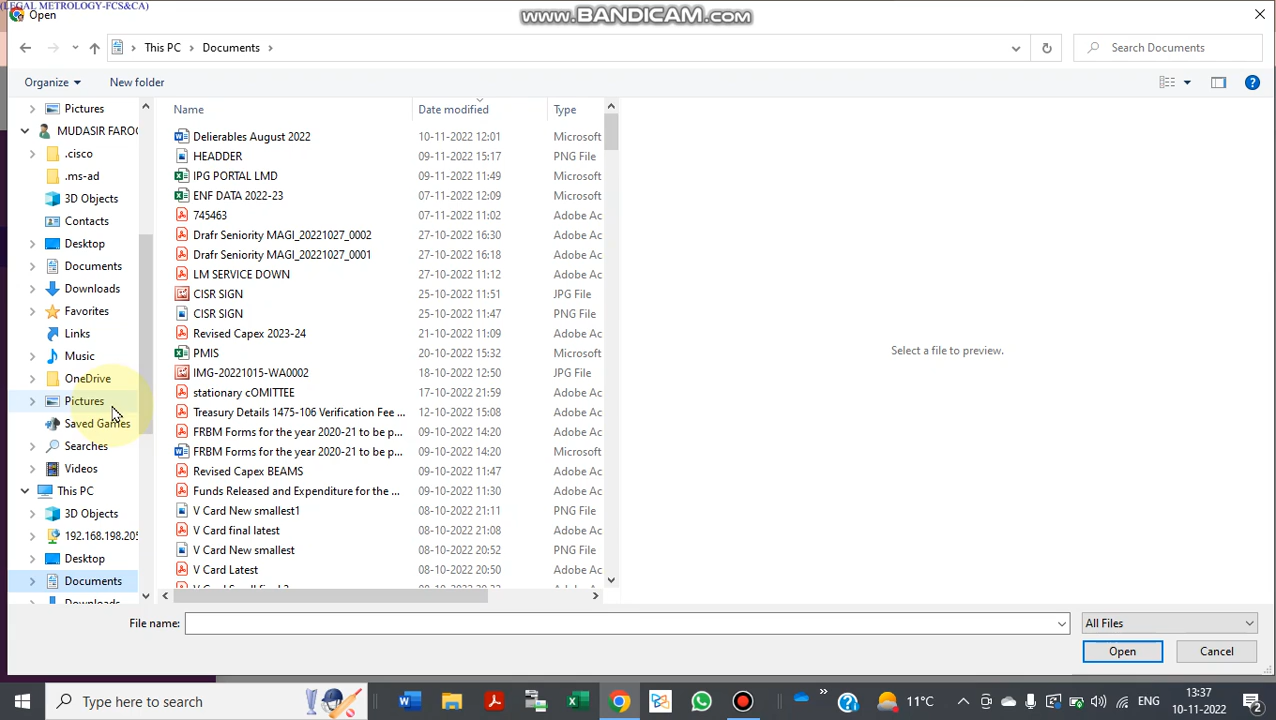 (LEGAL METROLOGY-FCS&CA)
Open
www.BANDICAM.com
This PC
Documents
Search Documents
Organize
New folder
Pictures
MUDASIR FAROO
.cisco
.ms-ad
3D Objects
Contacts
Desktop
Documents
Downloads
Favorites
Links
Music
OneDrive
Pictures
Saved Games
Searches
Videos
This PC
3D Objects
192.168.198.205
Desktop
Documents
Downloads
Name Date modified Type
Delierables August 2022 10-11-2022 12:01 Microsoft
HEADDER 09-11-2022 15:17 PNG File
IPG PORTAL LMD 09-11-2022 11:49 Microsoft
ENF DATA 2022-23 07-11-2022 12:09 Microsoft
745463 07-11-2022 11:02 Adobe Ac
Drafr Seniority MAGI_20221027_0002 27-10-2022 16:30 Adobe Ac
Drafr Seniority MAGI_20221027_0001 27-10-2022 16:18 Adobe Ac
LM SERVICE DOWN 27-10-2022 11:12 Adobe Ac
CISR SIGN 25-10-2022 11:51 JPG File
CISR SIGN 25-10-2022 11:47 PNG File
Revised Capex 2023-24 21-10-2022 11:09 Adobe Ac
PMIS 20-10-2022 15:32 Microsoft
IMG-20221015-WA0002 18-10-2022 12:50 JPG File
stationary cOMITTEE 17-10-2022 21:59 Adobe Ac
Treasury Details 1475-106 Verification Fee ... 12-10-2022 15:08 Adobe Ac
FRBM Forms for the year 2020-21 to be p... 09-10-2022 14:20 Adobe Ac
FRBM Forms for the year 2020-21 to be p... 09-10-2022 14:20 Microsoft
Revised Capex BEAMS 09-10-2022 11:47 Adobe Ac
Funds Released and Expenditure for the ... 09-10-2022 11:30 Adobe Ac
V Card New smallest1 08-10-2022 21:11 PNG File
V Card final latest 08-10-2022 21:08 Adobe Ac
V Card New smallest 08-10-2022 20:52 PNG File
V Card Latest 08-10-2022 20:50 Adobe Ac
Select a file to preview.
File name:
All Files
Open
Cancel
Type here to search
11°C
ENG
13:37
10-11-2022
2